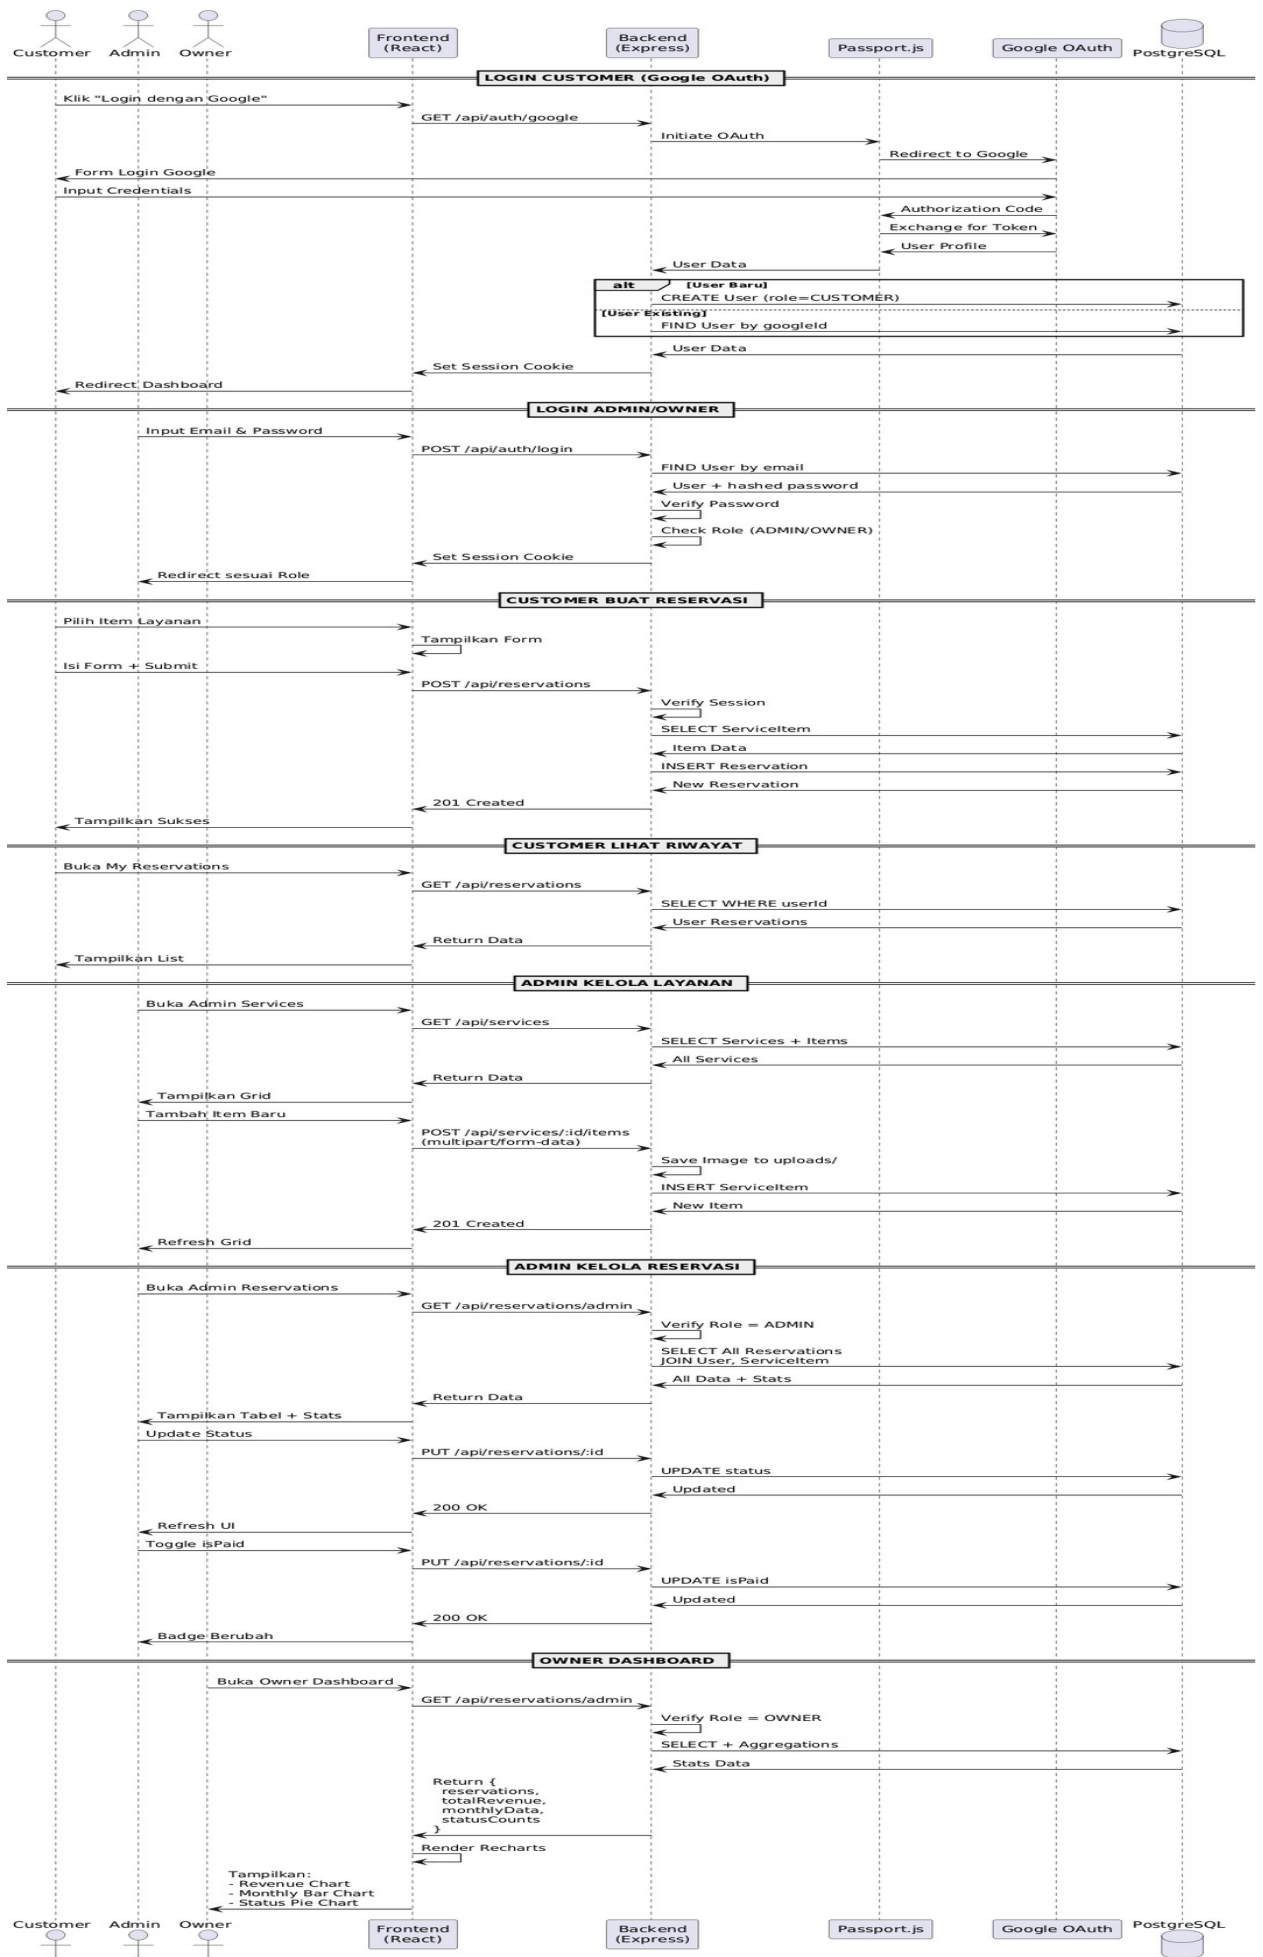 Customer Admin Owner Frontend (React) Backend (Express) Passport.js Google OAuth PostgreSQL
LOGIN CUSTOMER (Google OAuth)
Klik "Login dengan Google"
GET /api/auth/google
Initiate OAuth
Redirect to Google
Form Login Google
Input Credentials
Authorization Code
Exchange for Token
User Profile
User Data
alt [User Baru]
CREATE User (role=CUSTOMER)
[User Existing]
FIND User by googleId
User Data
Set Session Cookie
Redirect Dashboard
LOGIN ADMIN/OWNER
Input Email & Password
POST /api/auth/login
FIND User by email
User + hashed password
Verify Password
Check Role (ADMIN/OWNER)
Set Session Cookie
Redirect sesuai Role
CUSTOMER BUAT RESERVASI
Pilih Item Layanan
Tampilkan Form
Isi Form + Submit
POST /api/reservations
Verify Session
SELECT ServiceItem
Item Data
INSERT Reservation
New Reservation
201 Created
Tampilkan Sukses
CUSTOMER LIHAT RIWAYAT
Buka My Reservations
GET /api/reservations
SELECT WHERE userId
User Reservations
Return Data
Tampilkan List
ADMIN KELOLA LAYANAN
Buka Admin Services
GET /api/services
SELECT Services + Items
All Services
Return Data
Tampilkan Grid
Tambah Item Baru
POST /api/services/:id/items
(multipart/form-data)
Save Image to uploads/
INSERT ServiceItem
New Item
201 Created
Refresh Grid
ADMIN KELOLA RESERVASI
Buka Admin Reservations
GET /api/reservations/admin
Verify Role = ADMIN
SELECT All Reservations
JOIN User, ServiceItem
All Data + Stats
Return Data
Tampilkan Tabel + Stats
Update Status
PUT /api/reservations/:id
UPDATE status
Updated
200 OK
Refresh UI
Toggle isPaid
PUT /api/reservations/:id
UPDATE isPaid
Updated
200 OK
Badge Berubah
OWNER DASHBOARD
Buka Owner Dashboard
GET /api/reservations/admin
Verify Role = OWNER
SELECT + Aggregations
Stats Data
Return {
reservations,
totalRevenue,
monthlyData,
statusCounts
}
Render Recharts
Tampilkan:
- Revenue Chart
- Monthly Bar Chart
- Status Pie Chart
Customer Admin Owner Frontend (React) Backend (Express) Passport.js Google OAuth PostgreSQL